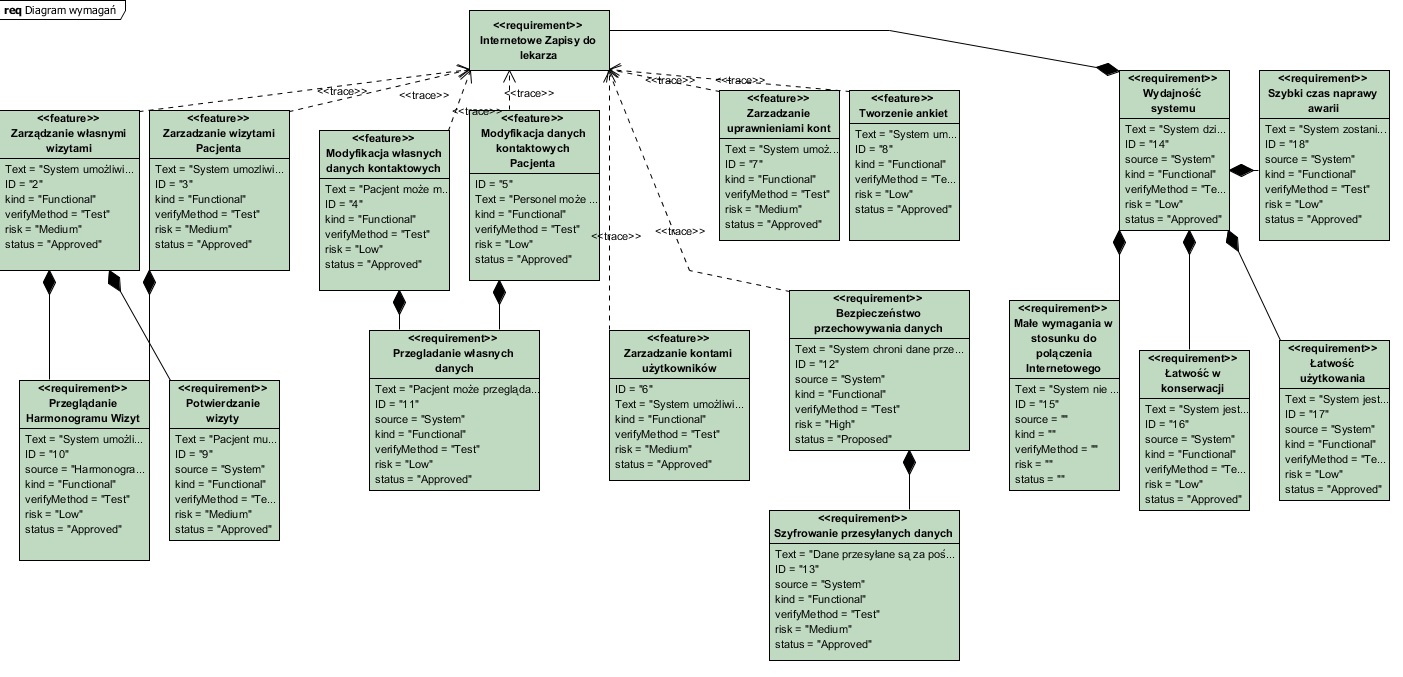 req Diagram wymagań
<<requirement>>
Internetowe Zapisy do
lekarza
<<trace>>
<<trace>>
<<trace>>
<<trace>>
<<trace>>
<<trace>>
<<trace>>
<<trace>>
<<feature>>
Zarządzanie własnymi
wizytami
Text = "System umożliwi...
ID = "2"
kind = "Functional"
verifyMethod = "Test"
risk = "Medium"
status = "Approved"
<<feature>>
Zarzadzanie wizytami
Pacjenta
Text = "System umozliwi...
ID = "3"
kind = "Functional"
verifyMethod = "Test"
risk = "Medium"
status = "Approved"
<<feature>>
Modyfikacja własnych
danych kontaktowych
Text = "Pacjent może m...
ID = "4"
kind = "Functional"
verifyMethod = "Test"
risk = "Low"
status = "Approved"
<<feature>>
Modyfikacja danych
kontaktowych
Pacjenta
ID = "5"
Text = "Personel może ...
kind = "Functional"
verifyMethod = "Test"
risk = "Low"
status = "Approved"
<<feature>>
Zarzadzanie
uprawnieniami kont
Text = "System umoż...
ID = "7"
kind = "Functional"
verifyMethod = "Test"
risk = "Medium"
status = "Approved"
<<feature>>
Tworzenie ankiet
Text = "System um...
ID = "8"
kind = "Functional"
verifyMethod = "Te...
risk = "Low"
status = "Approved"
<<requirement>>
Wydajność
systemu
Text = "System dzi...
ID = "14"
source = "System"
kind = "Functional"
verifyMethod = "Te...
risk = "Low"
status = "Approved"
<<requirement>>
Szybki czas naprawy
awarii
Text = "System zostani...
ID = "18"
source = "System"
kind = "Functional"
verifyMethod = "Test"
risk = "Low"
status = "Approved"
<<requirement>>
Przeglądanie
Harmonogramu Wizyt
Text = "System umożli...
ID = "10"
source = "Harmonogra...
kind = "Functional"
verifyMethod = "Test"
risk = "Low"
status = "Approved"
<<requirement>>
Potwierdzanie
wizyty
Text = "Pacjent mu...
ID = "9"
source = "System"
kind = "Functional"
verifyMethod = "Te...
risk = "Medium"
status = "Approved"
<<requirement>>
Przegladanie własnych
danych
Text = "Pacjent może przegląda...
ID = "11"
source = "System"
kind = "Functional"
verifyMethod = "Test"
risk = "Low"
status = "Approved"
<<feature>>
Zarzadzanie kontami
użytkowników
ID = "6"
Text = "System umożliwi...
kind = "Functional"
verifyMethod = "Test"
risk = "Medium"
status = "Approved"
<<requirement>>
Bezpieczeństwo
przechowywania danych
Text = "System chroni dane prze...
ID = "12"
source = "System"
kind = "Functional"
verifyMethod = "Test"
risk = "High"
status = "Proposed"
<<requirement>>
Szyfrowanie przesyłanych danych
Text = "Dane przesyłane są za poś...
ID = "13"
source = "System"
kind = "Functional"
verifyMethod = "Test"
risk = "Medium"
status = "Approved"
<<requirement>>
Małe wymagania w
stosunku do
połączenia
Internetowego
Text = "System nie ...
ID = "15"
source = ""
kind = ""
verifyMethod = ""
risk = ""
status = ""
<<requirement>>
Łatwość w
konserwacji
Text = "System jest...
ID = "16"
source = "System"
kind = "Functional"
verifyMethod = "Te...
risk = "Low"
status = "Approved"
<<requirement>>
Łatwość
użytkowania
Text = "System jest...
ID = "17"
source = "System"
kind = "Functional"
verifyMethod = "Te...
risk = "Low"
status = "Approved"